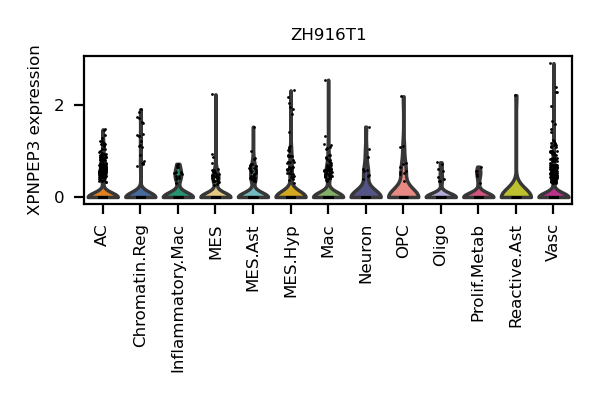 ZH916T1
XPNPEP3 expression
2
0
AC
Chromatin.Reg
Inflammatory.Mac
MES
MES.Ast
MES.Hyp
Mac
Neuron
OPC
Oligo
Prolif.Metab
Reactive.Ast
Vasc